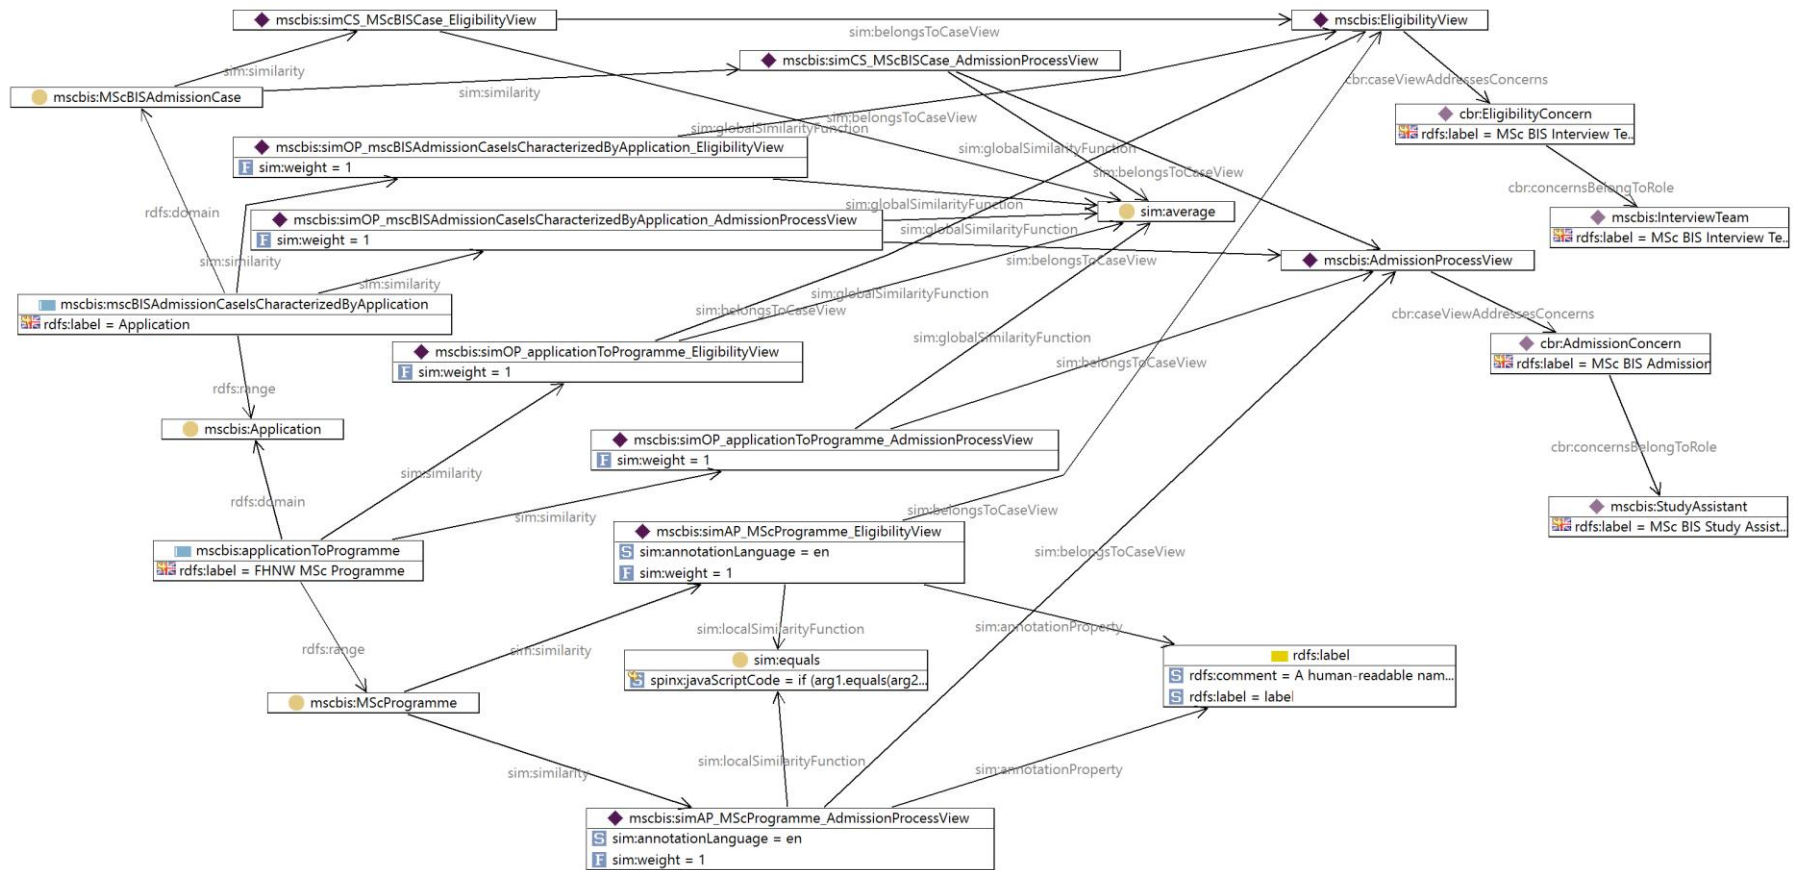 mscbis:simCS_MScBISCase_EligibilityView
mscbis:EligibilityView
sim:belongsToCaseView
mscbis:simCS_MScBISCase_AdmissionProcessView
sim:similarity
cbr:caseViewAddressesConcerns
mscbis:MScBISAdmissionCase
sim:similarity
cbr:EligibilityConcern
rdfs:label = MSc BIS Interview Te..
sim:belongsToCaseView
sim:globalSimilarityFunction
mscbis:simOP_mscBISAdmissionCaseIsCharacterizedByApplication_EligibilityView
sim:weight = 1
sim:globalSimilarityFunction
sim:belongsToCaseView
cbr:concernsBelongToRole
rdfs:domain
sim:globalSimilarityFunction
mscbis:simOP_mscBISAdmissionCaseIsCharacterizedByApplication_AdmissionProcessView
sim:weight = 1
sim:average
mscbis:InterviewTeam
rdfs:label = MSc BIS Interview Te..
sim:globalSimilarityFunction
sim:similarity
sim:belongsToCaseView
mscbis:AdmissionProcessView
sim:similarity
sim:globalSimilarityFunction
mscbis:mscBISAdmissionCaseIsCharacterizedByApplication
rdfs:label = Application
sim:belongsToCaseView
cbr:caseViewAddressesConcerns
sim:globalSimilarityFunction
mscbis:simOP_applicationToProgramme_EligibilityView
sim:weight = 1
cbr:AdmissionConcern
rdfs:label = MSc BIS Admission
sim:belongsToCaseView
rdfs:range
mscbis:Application
mscbis:simOP_applicationToProgramme_AdmissionProcessView
sim:weight = 1
cbr:concernsBelongToRole
sim:similarity
rdfs:domain
sim:similarity
sim:belongsToCaseView
mscbis:StudyAssistant
rdfs:label = MSc BIS Study Assist..
mscbis:simAP_MScProgramme_EligibilityView
sim:annotationLanguage = en
sim:weight = 1
mscbis:applicationToProgramme
rdfs:label = FHNW MSc Programme
sim:belongsToCaseView
sim:localSimilarityFunction
sim:annotationProperty
rdfs:range
sim:similarity
sim:equals
spinx:javaScriptCode = if (arg1.equals(arg2...
rdfs:label
rdfs:comment = A human-readable nam...
rdfs:label = label
mscbis:MScProgramme
sim:similarity
sim:localSimilarityFunction
sim:annotationProperty
mscbis:simAP_MScProgramme_AdmissionProcessView
sim:annotationLanguage = en
sim:weight = 1